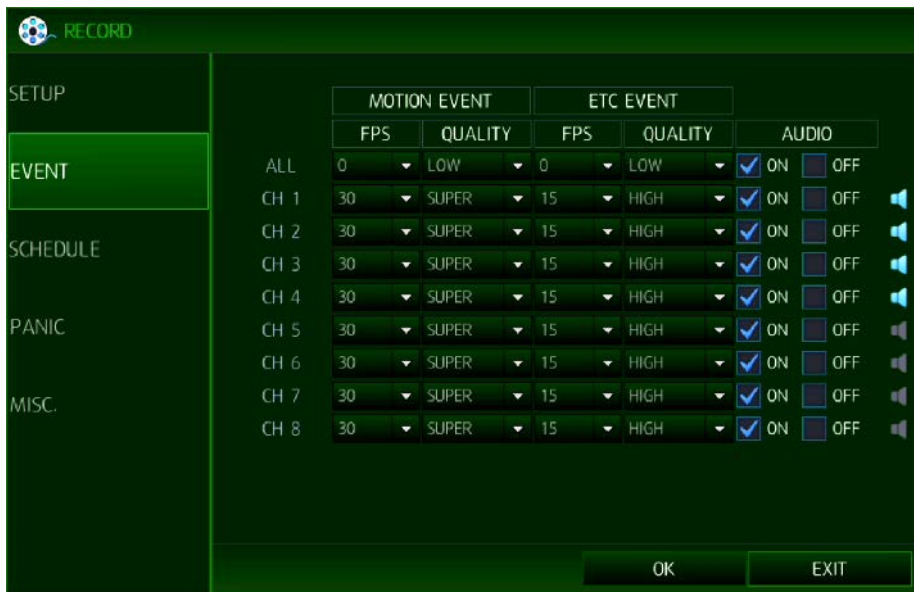 RECORD
SETUP
EVENT
SCHEDULE
PANIC
MISC.
MOTION EVENT ETC EVENT
FPS QUALITY FPS QUALITY AUDIO
ALL 0 LOW 0 LOW ON OFF
CH 1 30 SUPER 15 HIGH ON OFF
CH 2 30 SUPER 15 HIGH ON OFF
CH 3 30 SUPER 15 HIGH ON OFF
CH 4 30 SUPER 15 HIGH ON OFF
CH 5 30 SUPER 15 HIGH ON OFF
CH 6 30 SUPER 15 HIGH ON OFF
CH 7 30 SUPER 15 HIGH ON OFF
CH 8 30 SUPER 15 HIGH ON OFF
OK EXIT